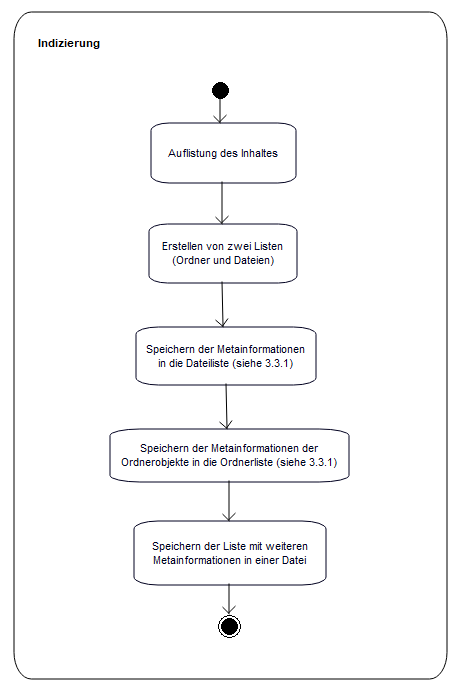 Indizierung
Auflistung des Inhaltes
Erstellen von zwei Listen
(Ordner und Dateien)
Speichern der Metainformationen
in die Dateiliste (siehe 3.3.1)
Speichern der Metainformationen der
Ordnerobjekte in die Ordnerliste (siehe 3.3.1)
Speichern der Liste mit weiteren
Metainformationen in einer Datei